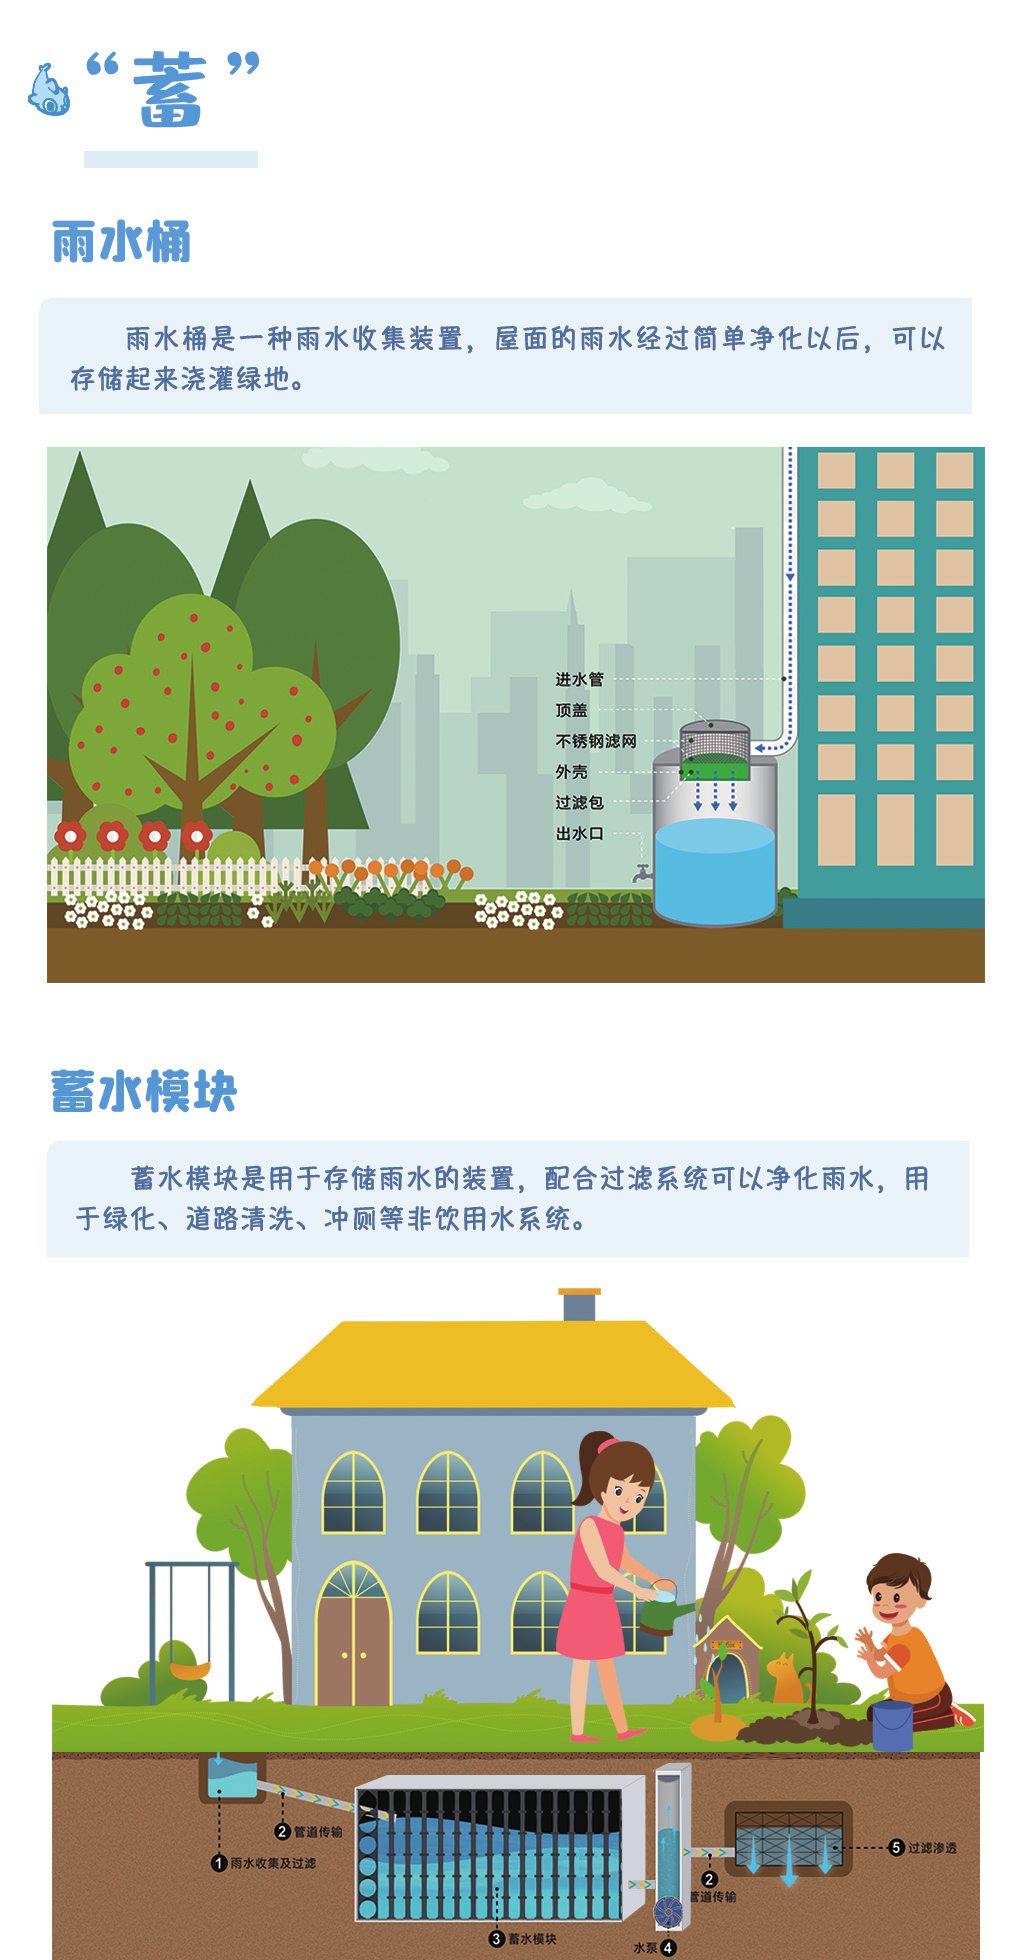 “蓄”
雨水桶
雨水桶是一种雨水收集装置，屋面的雨水经过简单净化以后，可以
存储起来浇灌绿地。
进水管
顶盖
不锈钢滤网
外壳
过滤包
出水口
蓄水模块
蓄水模块是用于存储雨水的装置，配合过滤系统可以净化雨水，用
于绿化、道路清洗、冲厕等非饮用水系统。
2 管道传输
1 雨水收集及过滤
5 过滤渗透
2
管道传输
3 蓄水模块
水泵 4